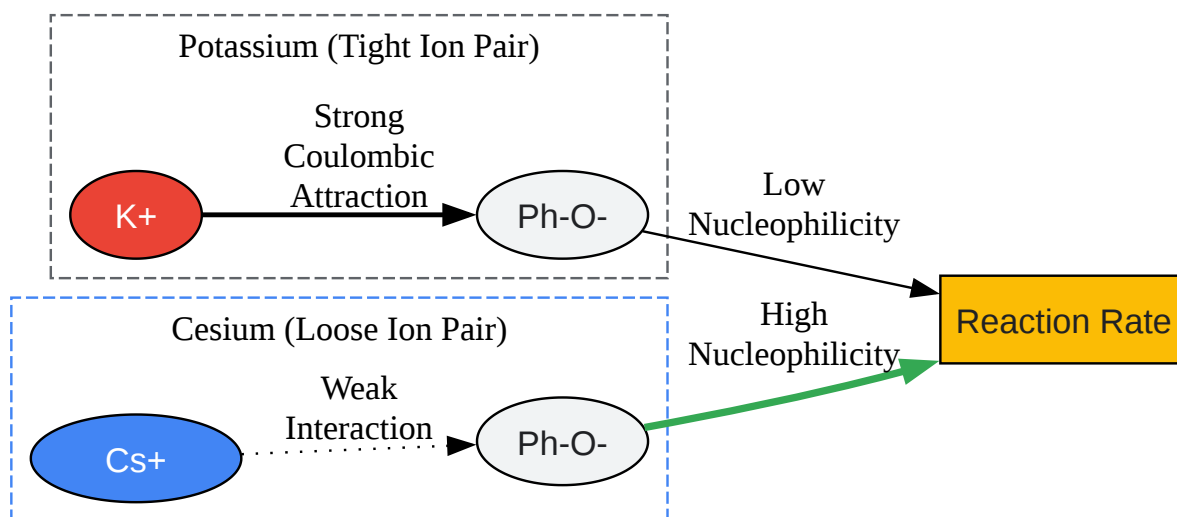 Potassium (Tight Ion Pair)
Strong
Coulombic
Attraction
K+
Ph-O-
Low
Nucleophilicity
Cesium (Loose Ion Pair)
Weak
Interaction
Cs+
Ph-O-
High
Nucleophilicity
Reaction Rate